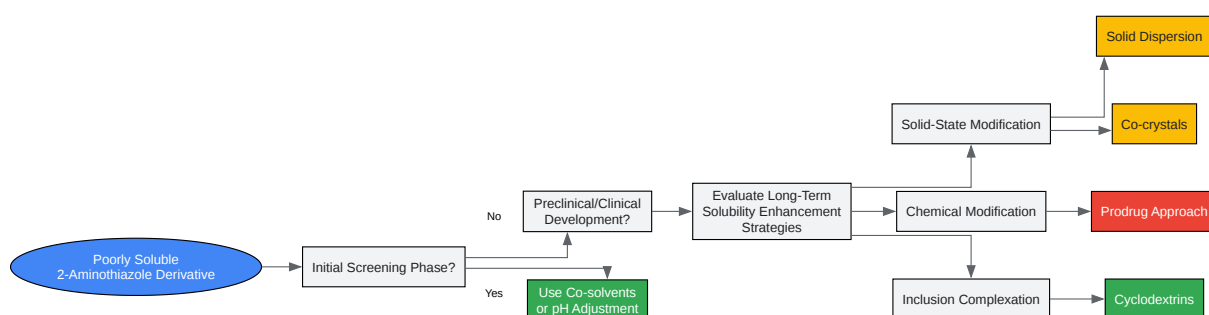 Poorly Soluble
2-Aminothiazole Derivative
Initial Screening Phase?
No
Yes
Preclinical/Clinical
Development?
Use Co-solvents
or pH Adjustment
Evaluate Long-Term
Solubility Enhancement
Strategies
Solid-State Modification
Chemical Modification
Inclusion Complexation
Solid Dispersion
Co-crystals
Prodrug Approach
Cyclodextrins